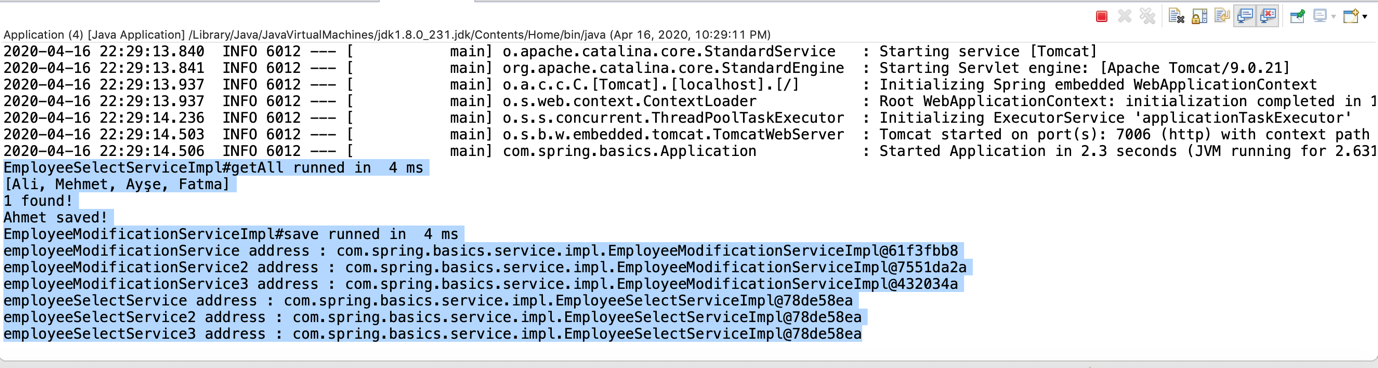 Application (4) [Java Application] /Library/Java/JavaVirtualMachines/jdk1.8.0_231.jdk/Contents/Home/bin/java (Apr 16, 2020, 10:29:11 PM)
2020-04-16 22:29:13.840  INFO 6012 --- [           main] o.apache.catalina.core.StandardService   : Starting service [Tomcat]
2020-04-16 22:29:13.841  INFO 6012 --- [           main] org.apache.catalina.core.StandardEngine  : Starting Servlet engine: [Apache Tomcat/9.0.21]
2020-04-16 22:29:13.937  INFO 6012 --- [           main] o.a.c.c.C.[Tomcat].[localhost].[/]       : Initializing Spring embedded WebApplicationContext
2020-04-16 22:29:13.937  INFO 6012 --- [           main] o.s.web.context.ContextLoader            : Root WebApplicationContext: initialization completed in 1
2020-04-16 22:29:14.236  INFO 6012 --- [           main] o.s.s.concurrent.ThreadPoolTaskExecutor  : Initializing ExecutorService 'applicationTaskExecutor'
2020-04-16 22:29:14.503  INFO 6012 --- [           main] o.s.b.w.embedded.tomcat.TomcatWebServer  : Tomcat started on port(s): 7006 (http) with context path
2020-04-16 22:29:14.506  INFO 6012 --- [           main] com.spring.basics.Application            : Started Application in 2.3 seconds (JVM running for 2.631
EmployeeSelectServiceImpl#getAll runned in  4 ms
[Ali, Mehmet, Ayşe, Fatma]
1 found!
Ahmet saved!
EmployeeModificationServiceImpl#save runned in  4 ms
employeeModificationService address : com.spring.basics.service.impl.EmployeeModificationServiceImpl@61f3fbb8
employeeModificationService2 address : com.spring.basics.service.impl.EmployeeModificationServiceImpl@7551da2a
employeeModificationService3 address : com.spring.basics.service.impl.EmployeeModificationServiceImpl@432034a
employeeSelectService address : com.spring.basics.service.impl.EmployeeSelectServiceImpl@78de58ea
employeeSelectService2 address : com.spring.basics.service.impl.EmployeeSelectServiceImpl@78de58ea
employeeSelectService3 address : com.spring.basics.service.impl.EmployeeSelectServiceImpl@78de58ea